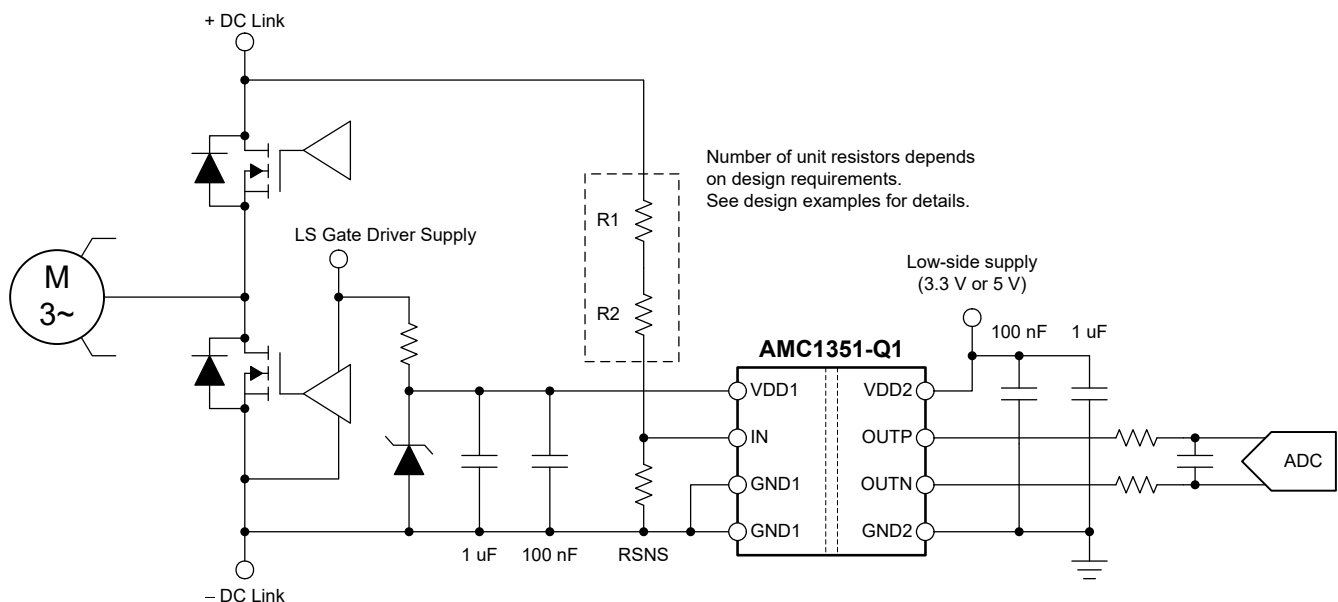 + DC Link
Number of unit resistors depends
on design requirements.
See design examples for details.
R1
LS Gate Driver Supply
Low-side supply
(3.3 V or 5 V)
M
3~
R2
100 nF
1 uF
AMC1351-Q1
VDD1
VDD2
IN
OUTP
GND1
OUTN
GND1
GND2
ADC
1 uF
100 nF
RSNS
– DC Link